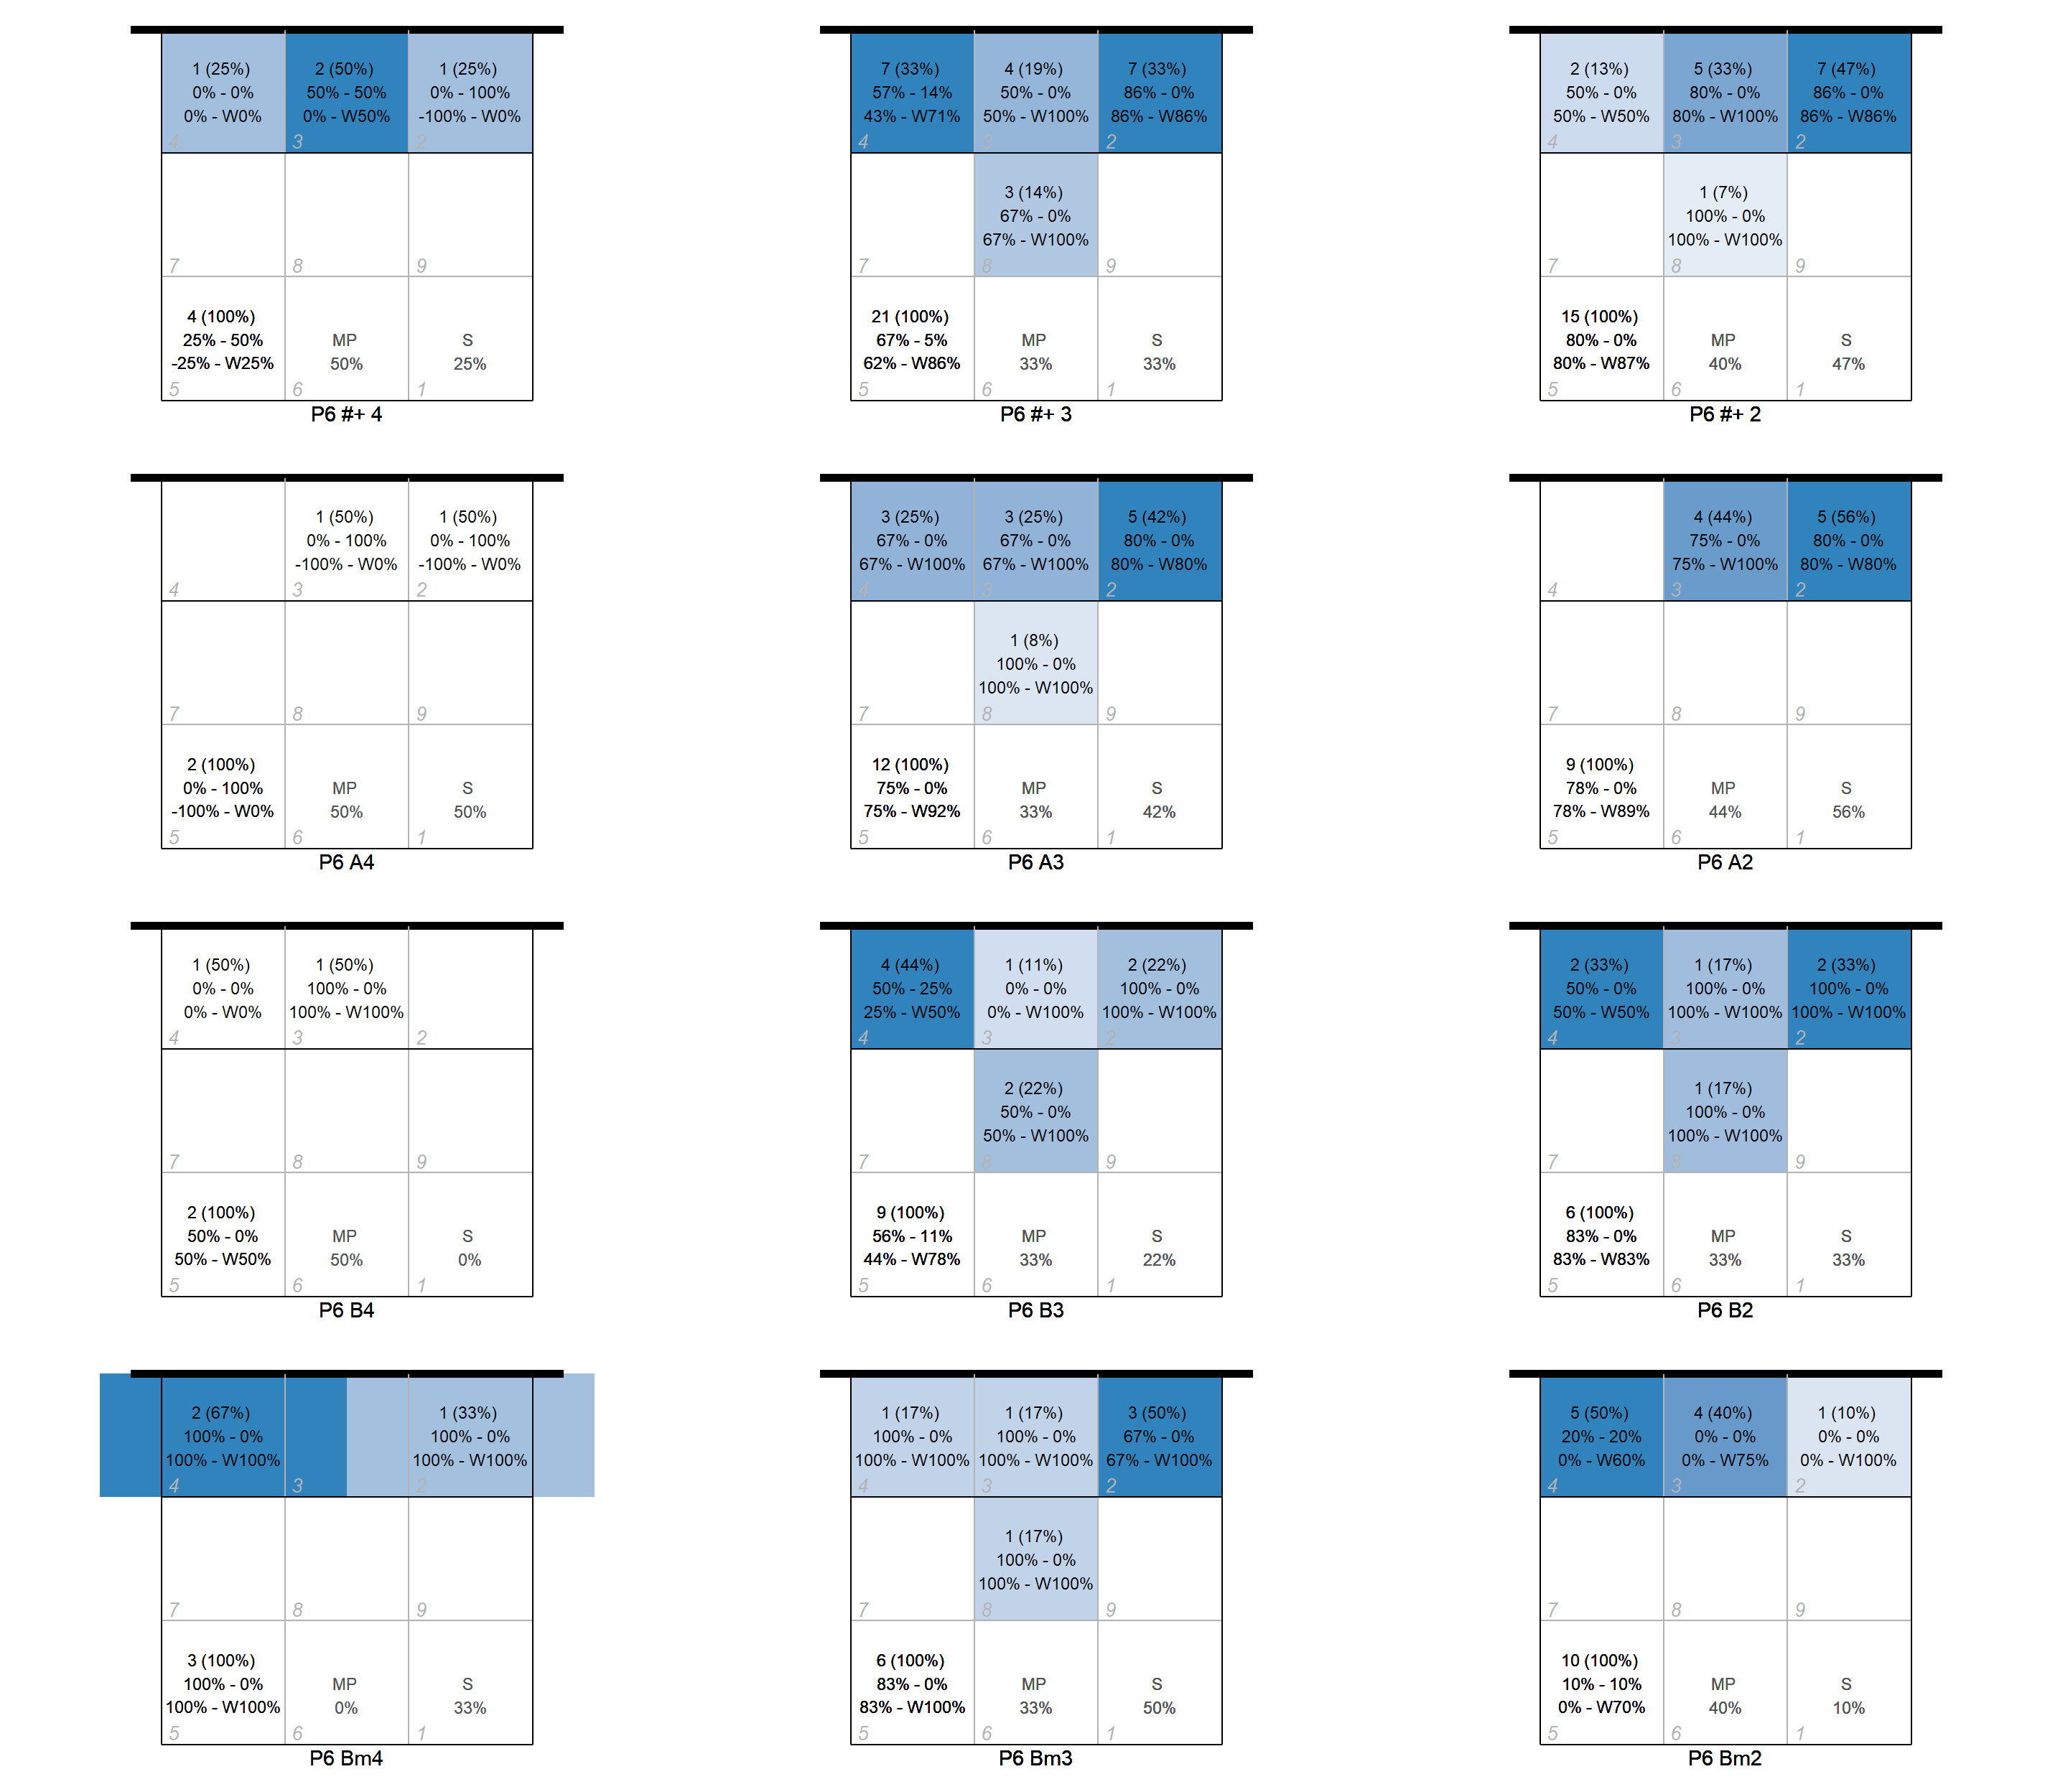 1 (25%)
0% - 0%
0% - W0%
4
2 (50%)
50% - 50%
0% - W50%
3
1 (25%)
0% - 100%
-100% - W0%
2
7
8
9
4 (100%)
25% - 50%
-25% - W25%
5
MP
50%
6
S
25%
1
P6 #+ 4
7 (33%)
57% - 14%
43% - W71%
4
4 (19%)
50% - 0%
50% - W100%
3
7 (33%)
86% - 0%
86% - W86%
2
7
3 (14%)
67% - 0%
67% - W100%
8
9
21 (100%)
67% - 5%
62% - W86%
5
MP
33%
6
S
33%
1
P6 #+ 3
2 (13%)
50% - 0%
50% - W50%
4
5 (33%)
80% - 0%
80% - W100%
3
7 (47%)
86% - 0%
86% - W86%
2
7
1 (7%)
100% - 0%
100% - W100%
8
9
15 (100%)
80% - 0%
80% - W87%
5
MP
40%
6
S
47%
1
P6 #+ 2
4
1 (50%)
0% - 100%
-100% - W0%
3
1 (50%)
0% - 100%
-100% - W0%
2
7
8
9
2 (100%)
0% - 100%
-100% - W0%
5
MP
50%
6
S
50%
1
P6 A4
3 (25%)
67% - 0%
67% - W100%
4
3 (25%)
67% - 0%
67% - W100%
3
5 (42%)
80% - 0%
80% - W80%
2
7
1 (8%)
100% - 0%
100% - W100%
8
9
12 (100%)
75% - 0%
75% - W92%
5
MP
33%
6
S
42%
1
P6 A3
4
4 (44%)
75% - 0%
75% - W100%
3
5 (56%)
80% - 0%
80% - W80%
2
7
8
9
9 (100%)
78% - 0%
78% - W89%
5
MP
44%
6
S
56%
1
P6 A2
1 (50%)
0% - 0%
0% - W0%
4
1 (50%)
100% - 0%
100% - W100%
3
2
7
8
9
2 (100%)
50% - 0%
50% - W50%
5
MP
50%
6
S
0%
1
P6 B4
4 (44%)
50% - 25%
25% - W50%
4
1 (11%)
0% - 0%
0% - W100%
3
2 (22%)
100% - 0%
100% - W100%
2
7
2 (22%)
50% - 0%
50% - W100%
8
9
9 (100%)
56% - 11%
44% - W78%
5
MP
33%
6
S
22%
1
P6 B3
2 (33%)
50% - 0%
50% - W50%
4
1 (17%)
100% - 0%
100% - W100%
3
2 (33%)
100% - 0%
100% - W100%
2
7
1 (17%)
100% - 0%
100% - W100%
8
9
6 (100%)
83% - 0%
83% - W83%
5
MP
33%
6
S
33%
1
P6 B2
2 (67%)
100% - 0%
100% - W100%
4
3
1 (33%)
100% - 0%
100% - W100%
2
7
8
9
3 (100%)
100% - 0%
100% - W100%
5
MP
0%
6
S
33%
1
P6 Bm4
1 (17%)
100% - 0%
100% - W100%
4
1 (17%)
100% - 0%
100% - W100%
3
3 (50%)
67% - 0%
67% - W100%
2
7
1 (17%)
100% - 0%
100% - W100%
8
9
6 (100%)
83% - 0%
83% - W100%
5
MP
33%
6
S
50%
1
P6 Bm3
5 (50%)
20% - 20%
0% - W60%
4
4 (40%)
0% - 0%
0% - W75%
3
1 (10%)
0% - 0%
0% - W100%
2
7
8
9
10 (100%)
10% - 10%
0% - W70%
5
MP
40%
6
S
10%
1
P6 Bm2